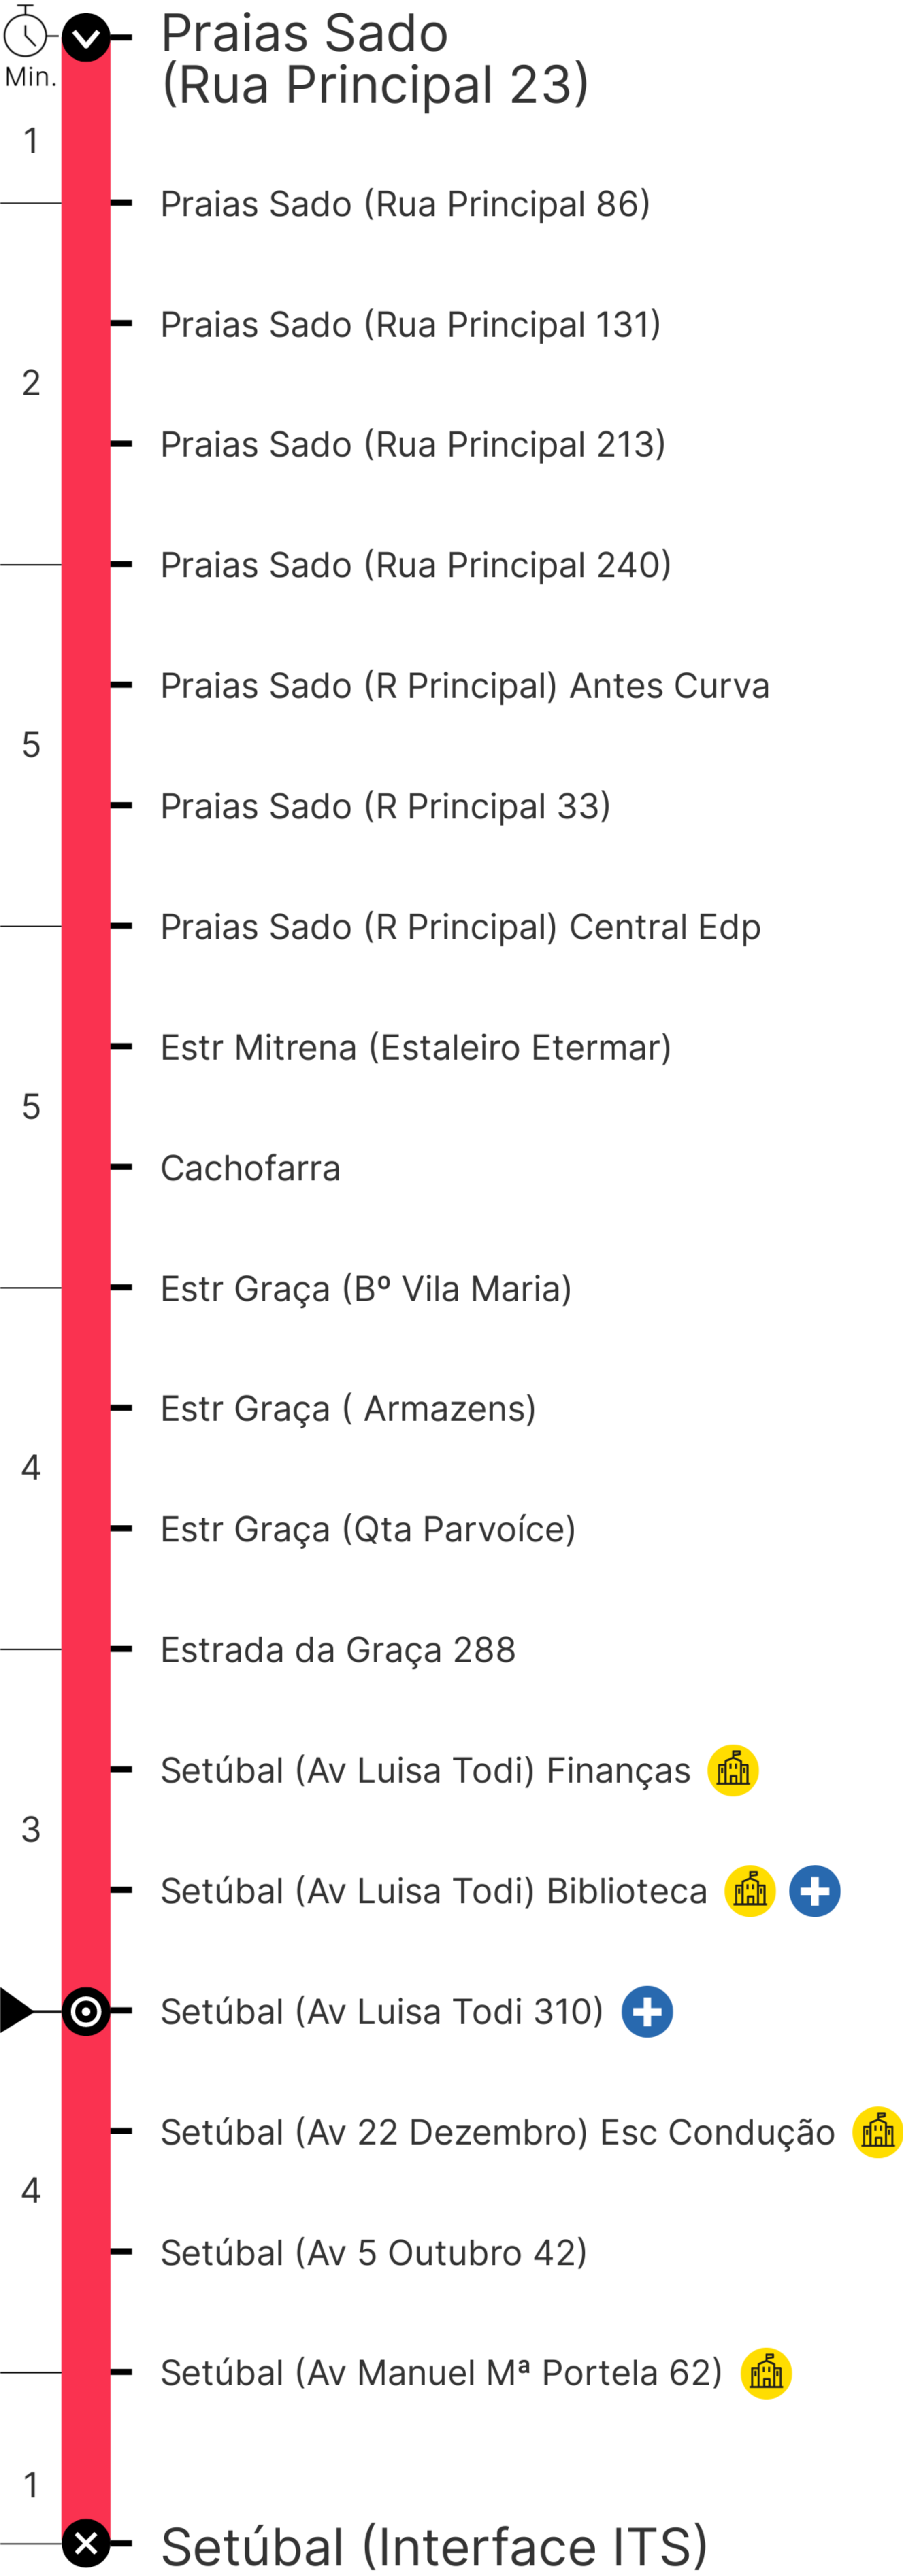 Praias Sado
(Rua Principal 23)
Min.
1
Praias Sado (Rua Principal 86)
Praias Sado (Rua Principal 131)
2
Praias Sado (Rua Principal 213)
Praias Sado (Rua Principal 240)
Praias Sado (R Principal) Antes Curva
5
Praias Sado (R Principal 33)
Praias Sado (R Principal) Central Edp
Estr Mitrena (Estaleiro Etermar)
5
Cachofarra
Estr Graça (Bº Vila Maria)
Estr Graça ( Armazens)
4
Estr Graça (Qta Parvoíce)
Estrada da Graça 288
Setúbal (Av Luisa Todi) Finanças
3
Setúbal (Av Luisa Todi) Biblioteca
Setúbal (Av Luisa Todi 310)
Setúbal (Av 22 Dezembro) Esc Condução
4
Setúbal (Av 5 Outubro 42)
Setúbal (Av Manuel Mª Portela 62)
1
Setúbal (Interface ITS)